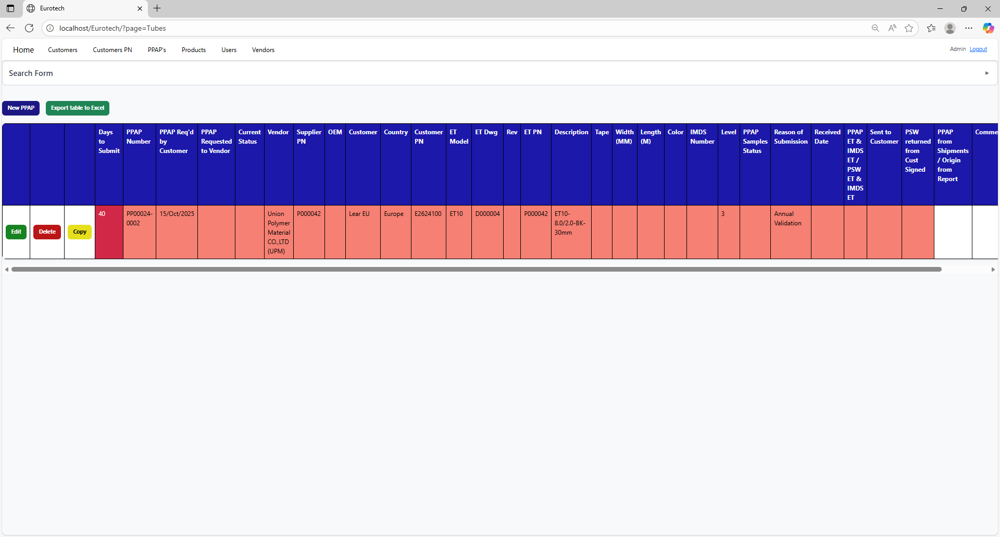 Eurotech
localhost/Eurotech/?page=Tubes
Home Customers Customers PN PPAP's Products Users Vendors Admin Logout
Search Form
New PPAP Export table to Excel
Days to Submit
PPAP Number
PPAP Req'd by Customer
PPAP Requested to Vendor
Current Status
Vendor
Supplier PN
OEM
Customer
Country
Customer PN
ET Model
ET Dwg
Rev
ET PN
Description
Tape
Width (MM)
Length (M)
Color
IMDS Number
Level
PPAP Samples Status
Reason of Submission
Received Date
PPAP ET & IMDS ET / PSW ET & IMDS ET
Sent to Customer
PSW returned from Cust Signed
PPAP from Shipments / Origin from Report
Comme
Edit
Delete
Copy
40
PP00024-0002
15/Oct/2025
Union Polymer Material CO.,LTD (UPM)
P000042
Lear EU
Europe
E2624100
ET10
D000004
P000042
ET10-8.0/2.0-BK-30mm
3
Annual Validation